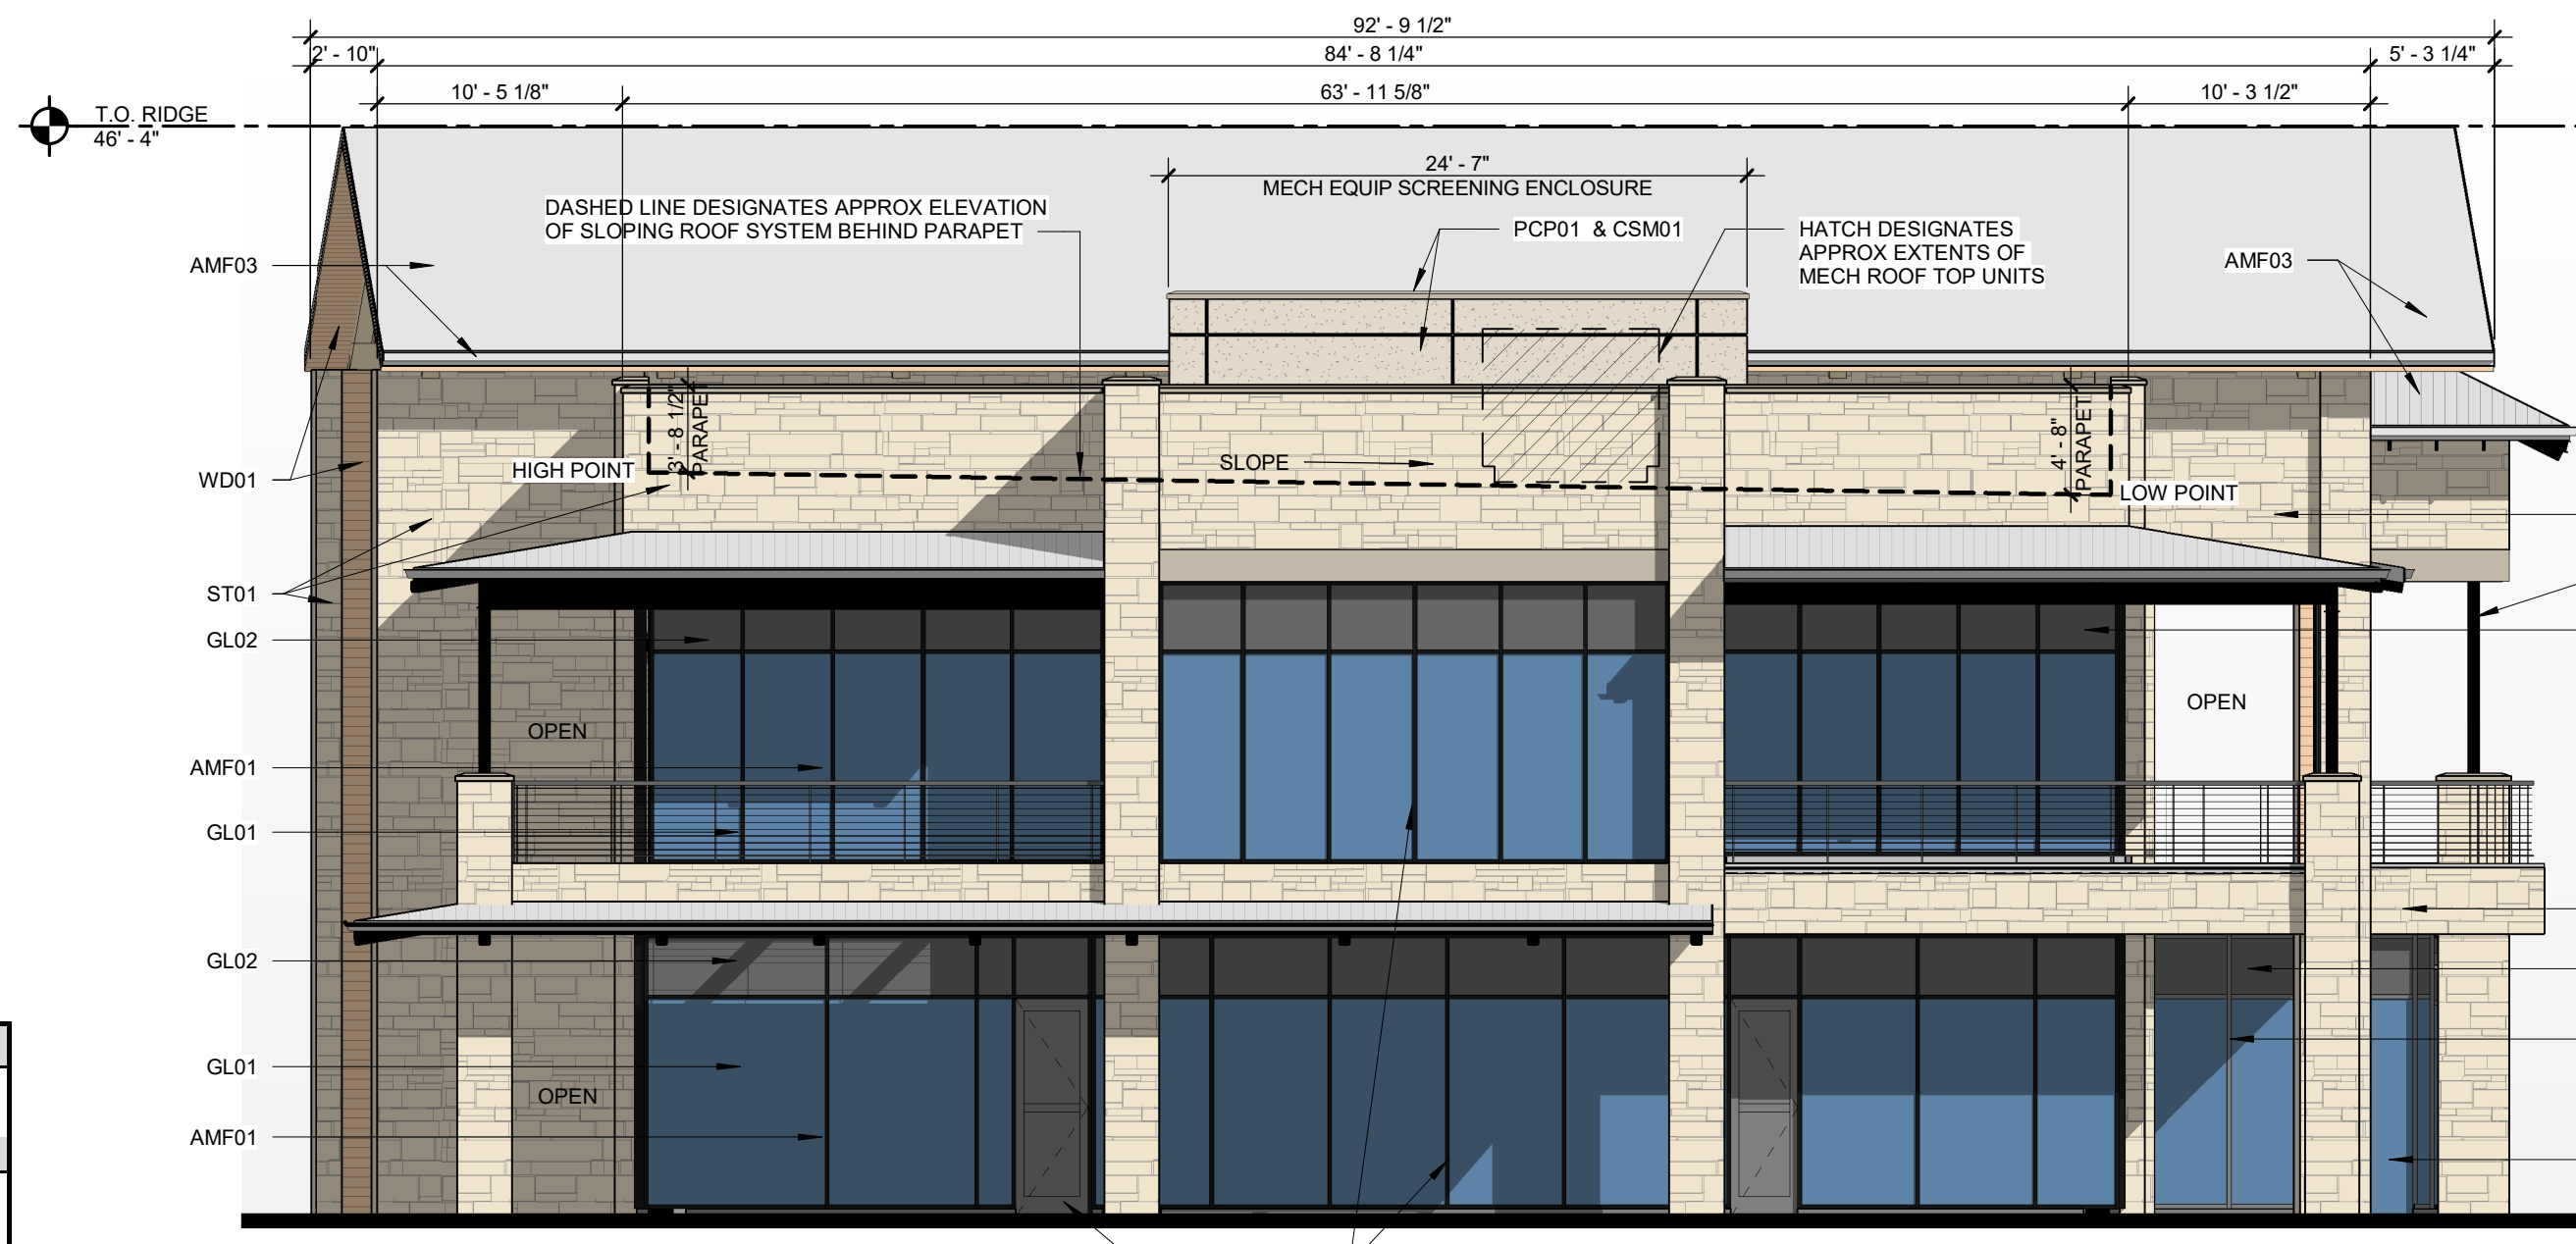 92' - 9 1/2"
2' - 10"
84' - 8 1/4"
5' - 3 1/4"
10' - 5 1/8"
63' - 11 5/8"
10' - 3 1/2"
T.O. RIDGE
46' - 4"
24' - 7"
MECH EQUIP SCREENING ENCLOSURE
DASHED LINE DESIGNATES APPROX ELEVATION
OF SLOPING ROOF SYSTEM BEHIND PARAPET
PCP01 & CSM01
HATCH DESIGNATES
APPROX EXTENTS OF
MECH ROOF TOP UNITS
AMF03
AMF03
3' - 8 1/2"
PARAPET
4' - 8"
PARAPET
HIGH POINT
SLOPE
LOW POINT
WD01
ST01
GL02
OPEN
OPEN
AMF01
GL01
GL02
GL01
OPEN
AMF01